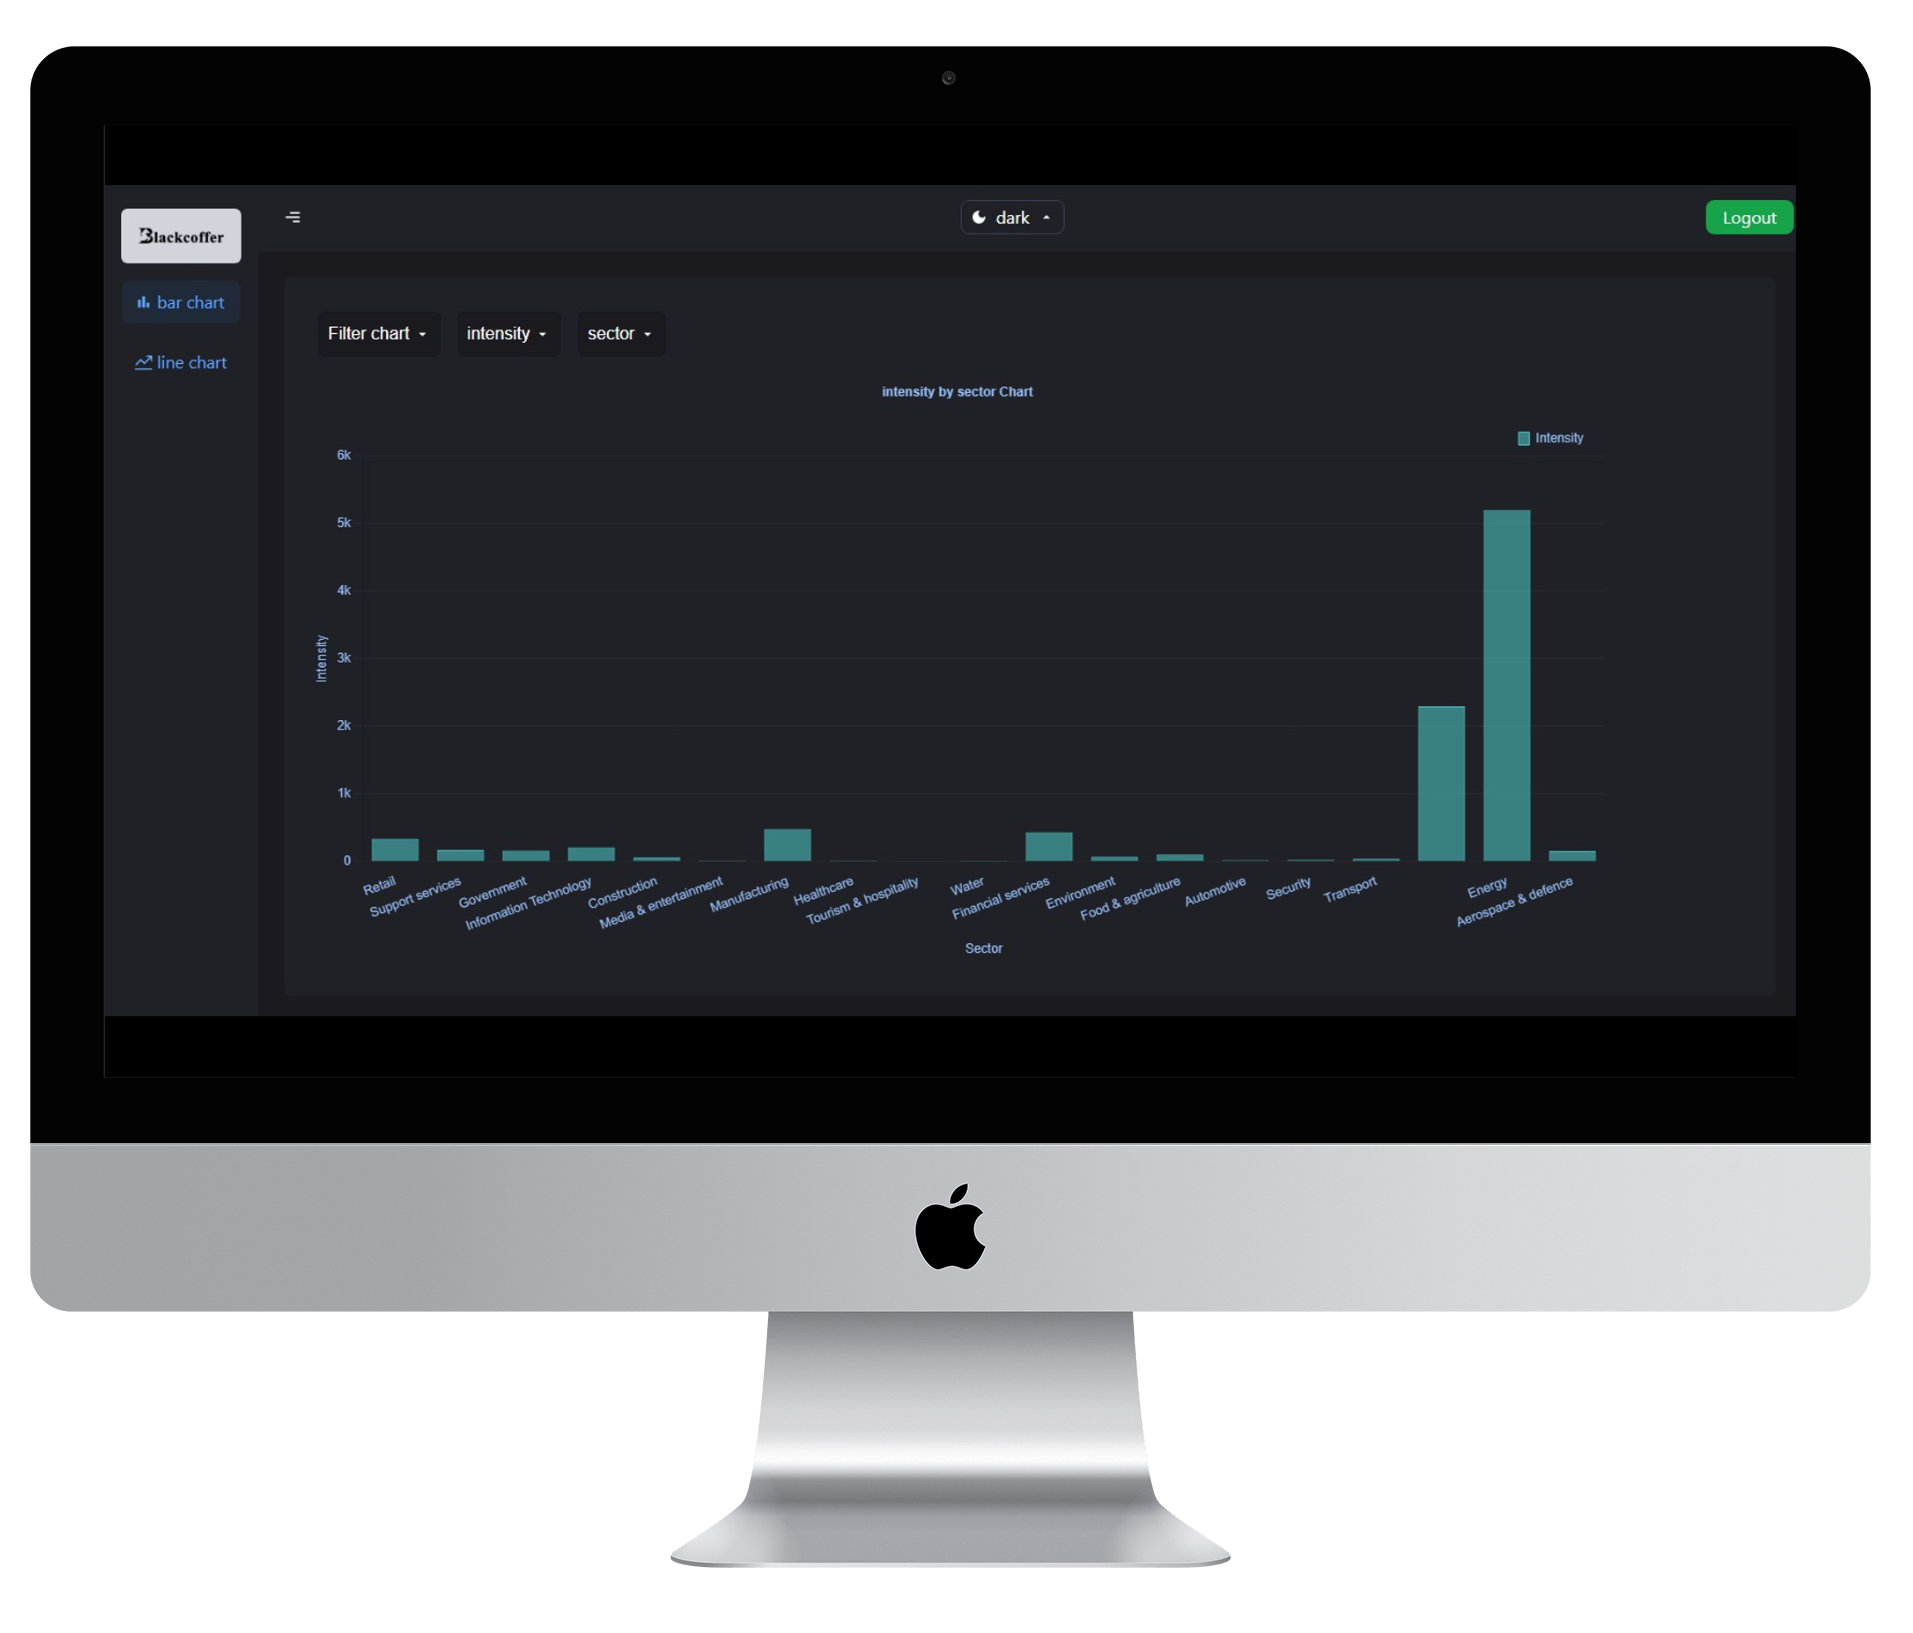 Blackcoffer
dark
Logout
bar chart
line chart
Filter chart
intensity
sector
intensity by sector Chart
Intensity
6k
5k
4k
3k
2k
1k
0
Intensity
Retail
Support services
Government
Information Technology
Construction
Media & entertainment
Manufacturing
Healthcare
Tourism & hospitality
Water
Financial services
Environment
Food & agriculture
Automotive
Security
Transport
Energy
Aerospace & defence
Sector